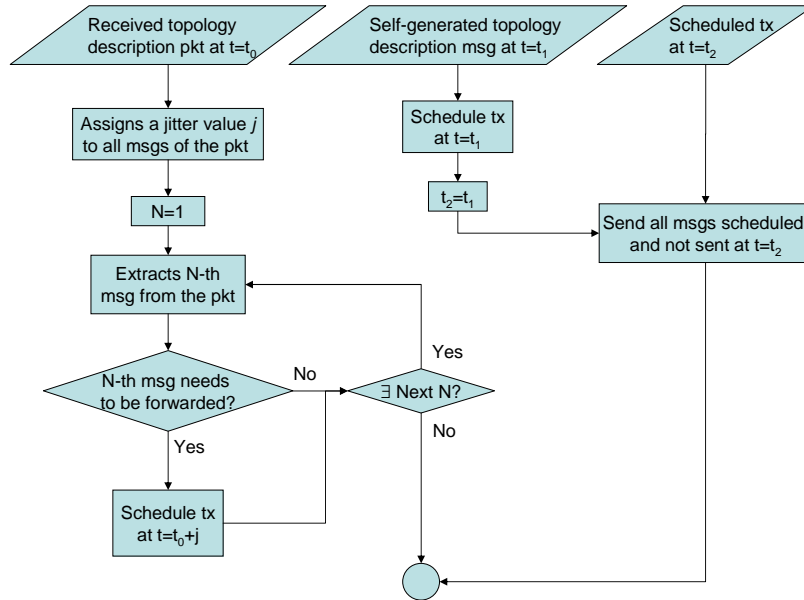 Received topology
description pkt at t=t₀
Self-generated topology
description msg at t=t₁
Scheduled tx
at t=t₂
Assigns a jitter value j
to all msgs of the pkt
Schedule tx
at t=t₁
N=1
t₂=t₁
Send all msgs scheduled
and not sent at t=t₂
Extracts N-th
msg from the pkt
Yes
N-th msg needs
to be forwarded?
No
∃ Next N?
No
Yes
Schedule tx
at t=t₀+j